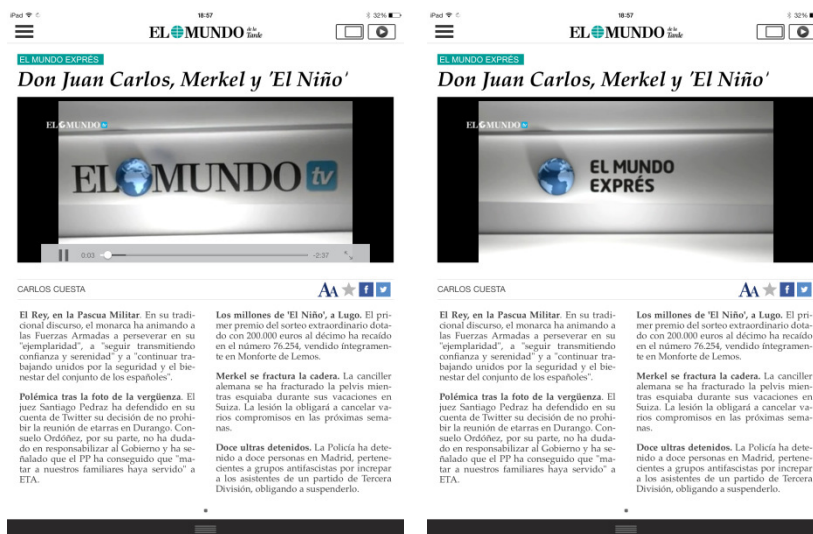 iPad
18:57
32%
EL MUNDO de la Tarde
EL MUNDO EXPRÉS
Don Juan Carlos, Merkel y 'El Niño'
EL MUNDO tv
EL MUNDO tv
0:03
-2:37
CARLOS CUESTA
AA
El Rey, en la Pascua Militar. En su tradi-
cional discurso, el monarca ha animando a
las Fuerzas Armadas a perseverar en su
"ejemplaridad", a "seguir transmitiendo
confianza y serenidad" y a "continuar tra-
bajando unidos por la seguridad y el bie-
nestar del conjunto de los españoles".
Polémica tras la foto de la vergüenza. El
juez Santiago Pedraz ha defendido en su
cuenta de Twitter su decisión de no prohi-
bir la reunión de etarras en Durango. Con-
suelo Ordóñez, por su parte, no ha duda-
do en responsabilizar al Gobierno y ha se-
ñalado que el PP ha conseguido que "ma-
tar a nuestros familiares haya servido" a
ETA.
Los millones de 'El Niño', a Lugo. El pri-
mer premio del sorteo extraordinario dota-
do con 200.000 euros al décimo ha recaído
en el número 76.254, vendido íntegramen-
te en Monforte de Lemos.
Merkel se fractura la cadera. La canciller
alemana se ha fracturado la pelvis mien-
tras esquiaba durante sus vacaciones en
Suiza. La lesión la obligará a cancelar va-
rios compromisos en las próximas sema-
nas.
Doce ultras detenidos. La Policía ha dete-
nido a doce personas en Madrid, pertene-
cientes a grupos antifascistas por increpar
a los asistentes de un partido de Tercera
División, obligando a suspenderlo.
iPad
18:57
32%
EL MUNDO de la Tarde
EL MUNDO EXPRÉS
Don Juan Carlos, Merkel y 'El Niño'
EL MUNDO tv
EL MUNDO
EXPRÉS
CARLOS CUESTA
AA
El Rey, en la Pascua Militar. En su tradi-
cional discurso, el monarca ha animando a
las Fuerzas Armadas a perseverar en su
"ejemplaridad", a "seguir transmitiendo
confianza y serenidad" y a "continuar tra-
bajando unidos por la seguridad y el bie-
nestar del conjunto de los españoles".
Polémica tras la foto de la vergüenza. El
juez Santiago Pedraz ha defendido en su
cuenta de Twitter su decisión de no prohi-
bir la reunión de etarras en Durango. Con-
suelo Ordóñez, por su parte, no ha duda-
do en responsabilizar al Gobierno y ha se-
ñalado que el PP ha conseguido que "ma-
tar a nuestros familiares haya servido" a
ETA.
Los millones de 'El Niño', a Lugo. El pri-
mer premio del sorteo extraordinario dota-
do con 200.000 euros al décimo ha recaído
en el número 76.254, vendido íntegramen-
te en Monforte de Lemos.
Merkel se fractura la cadera. La canciller
alemana se ha fracturado la pelvis mien-
tras esquiaba durante sus vacaciones en
Suiza. La lesión la obligará a cancelar va-
rios compromisos en las próximas sema-
nas.
Doce ultras detenidos. La Policía ha dete-
nido a doce personas en Madrid, pertene-
cientes a grupos antifascistas por increpar
a los asistentes de un partido de Tercera
División, obligando a suspenderlo.